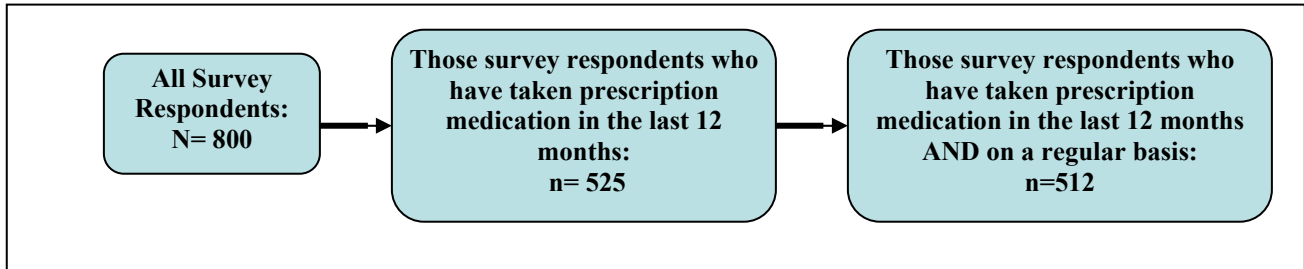 All Survey
Respondents:
N= 800
Those survey respondents who
have taken prescription
medication in the last 12
months:
n= 525
Those survey respondents who
have taken prescription
medication in the last 12 months
AND on a regular basis:
n=512